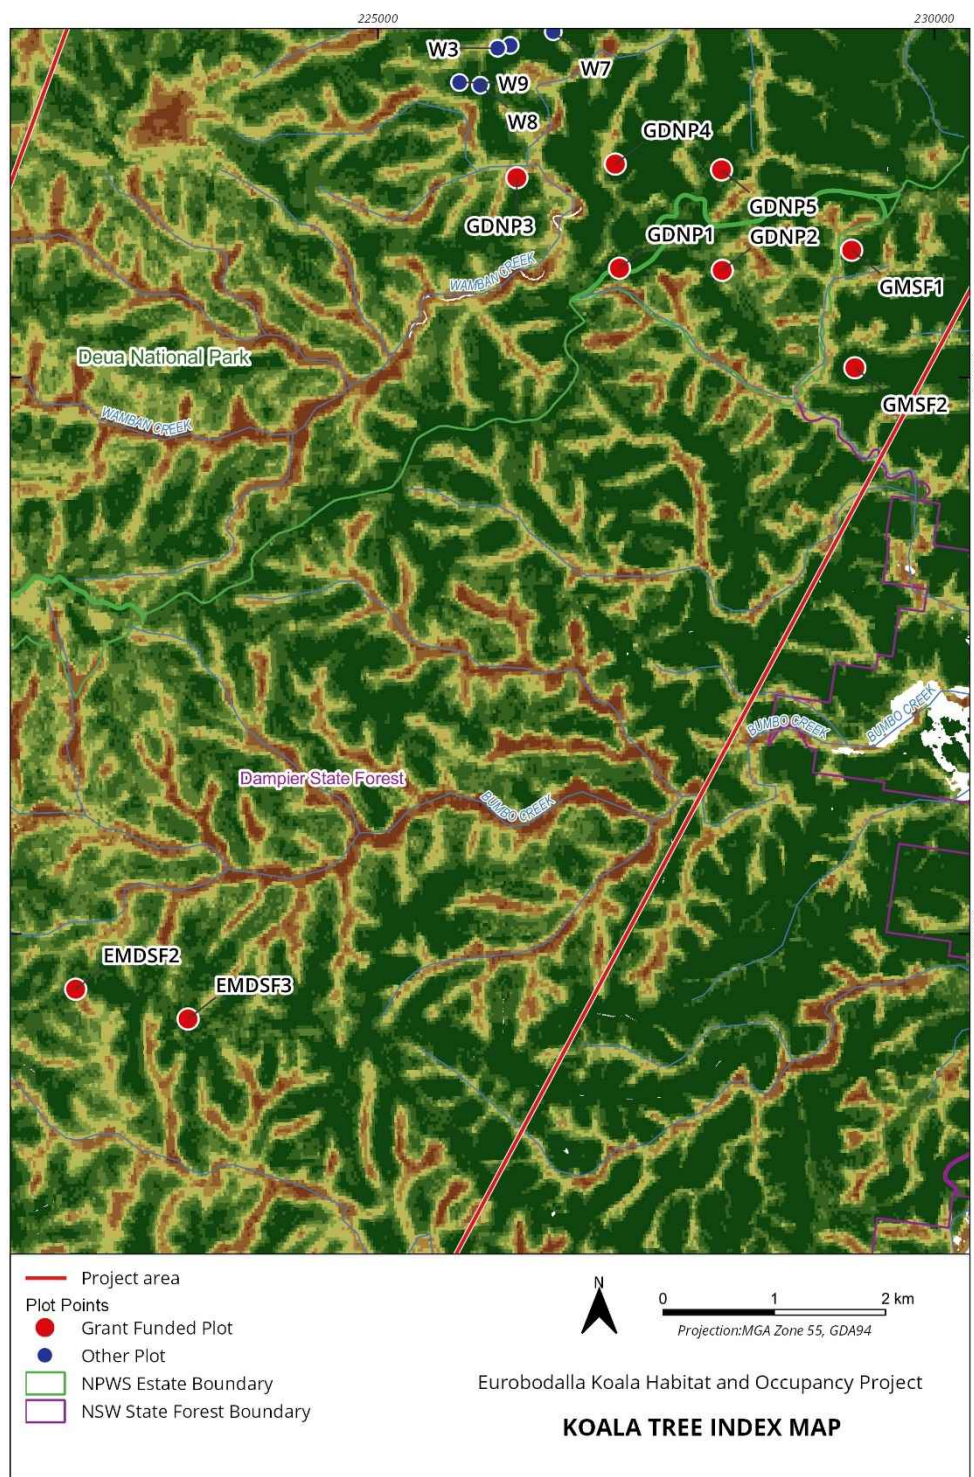 225000
230000
W3
W7
W9
W8
GDNP4
GDNP5
GDNP3
GDNP1
GDNP2
WAMBAN CREEK
GMSF1
Deua National Park
GMSF2
WAMBAN CREEK
BUMBO CREEK
BUMBO CREEK
Dampier State Forest
BUMBO CREEK
EMDSF2
EMDSF3
Project area
Plot Points
Grant Funded Plot
Other Plot
NPWS Estate Boundary
NSW State Forest Boundary
N
0 1 2 km
Projection:MGA Zone 55, GDA94
Eurobodalla Koala Habitat and Occupancy Project
KOALA TREE INDEX MAP